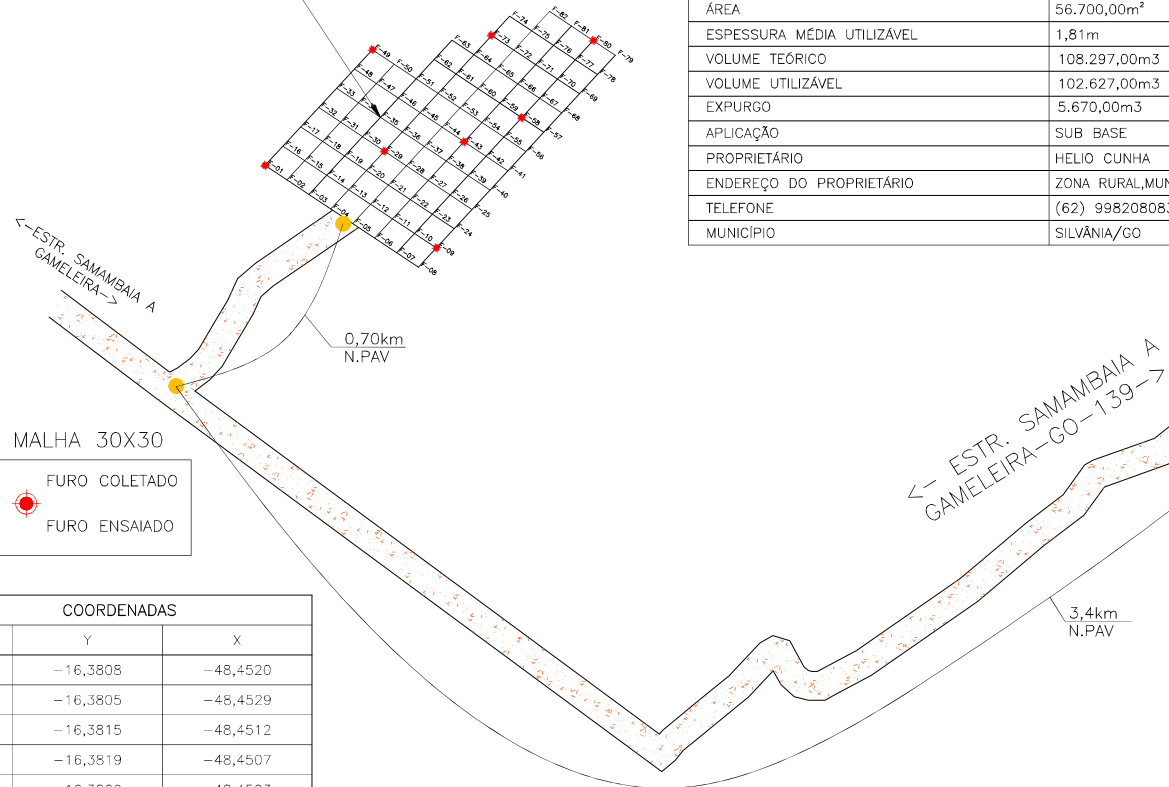 ÁREA 56.700,00m²
ESPESSURA MÉDIA UTILIZÁVEL 1,81m
VOLUME TEÓRICO 108.297,00m3
VOLUME UTILIZÁVEL 102.627,00m3
EXPURGO 5.670,00m3
APLICAÇÃO SUB BASE
PROPRIETÁRIO HELIO CUNHA
ENDEREÇO DO PROPRIETÁRIO ZONA RURAL,MUN
TELEFONE (62) 998208083
MUNICÍPIO SILVÂNIA/GO
F-82 F-81 F-80 F-79
F-74 F-75 F-76 F-77 F-78
F-73 F-72 F-71 F-70 F-69
F-63 F-64 F-65 F-66 F-67 F-68
F-62 F-61 F-60 F-59 F-58 F-57
F-49 F-50 F-51 F-52 F-53 F-54 F-55 F-56
F-48 F-47 F-46 F-45 F-44 F-43 F-42 F-41
F-33 F-35 F-36 F-37 F-38 F-39 F-40
F-32 F-31 F-30 F-29 F-28 F-27 F-26 F-25
F-17 F-18 F-19 F-20 F-21 F-22 F-23 F-24
F-16 F-15 F-14 F-13 F-12 F-11 F-10 F-09
F-01 F-02 F-03 F-04 F-05 F-06 F-07 F-08
<-ESTR. SAMAMBAIA A
GAMELEIRA->
0,70km
N.PAV
<- ESTR. SAMAMBAIA A
GAMELEIRA-GO-139->
3,4km
N.PAV
MALHA 30X30
FURO COLETADO
FURO ENSAIADO
COORDENADAS
Y X
-16,3808 -48,4520
-16,3805 -48,4529
-16,3815 -48,4512
-16,3819 -48,4507